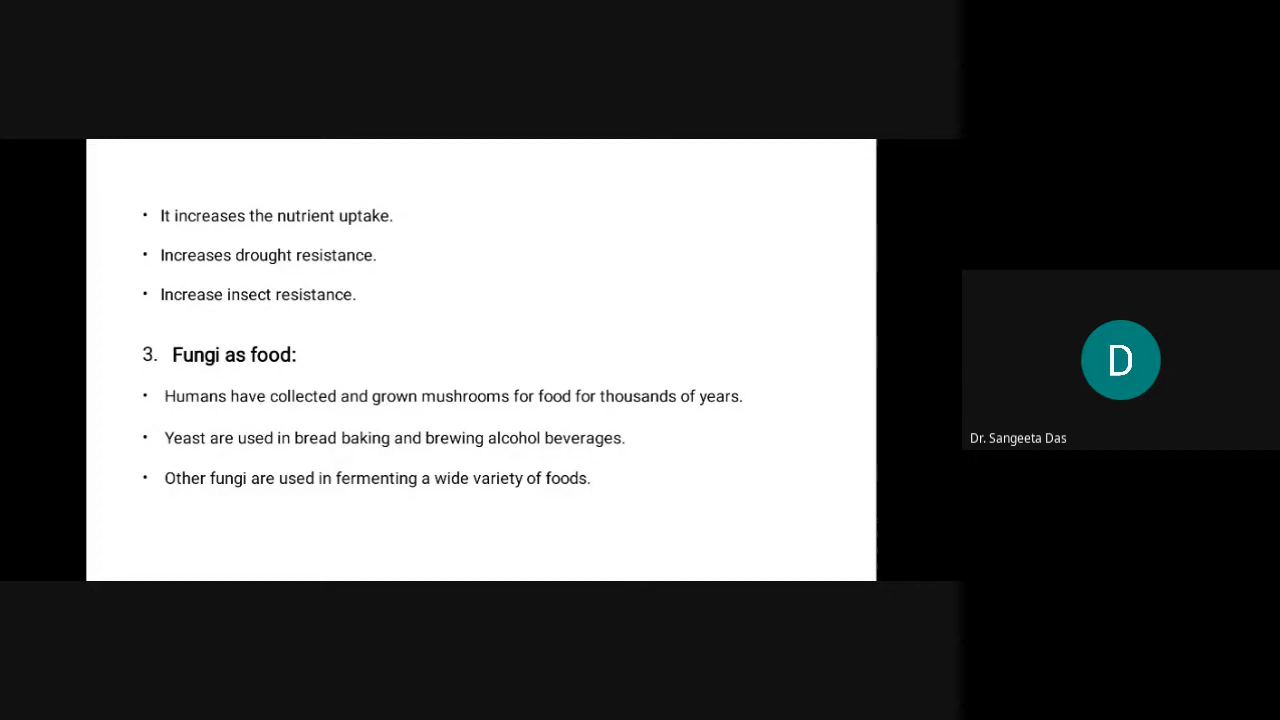 • It increases the nutrient uptake.
• Increases drought resistance.
• Increase insect resistance.
3. Fungi as food:
• Humans have collected and grown mushrooms for food for thousands of years.
• Yeast are used in bread baking and brewing alcohol beverages.
• Other fungi are used in fermenting a wide variety of foods.
D
Dr. Sangeeta Das